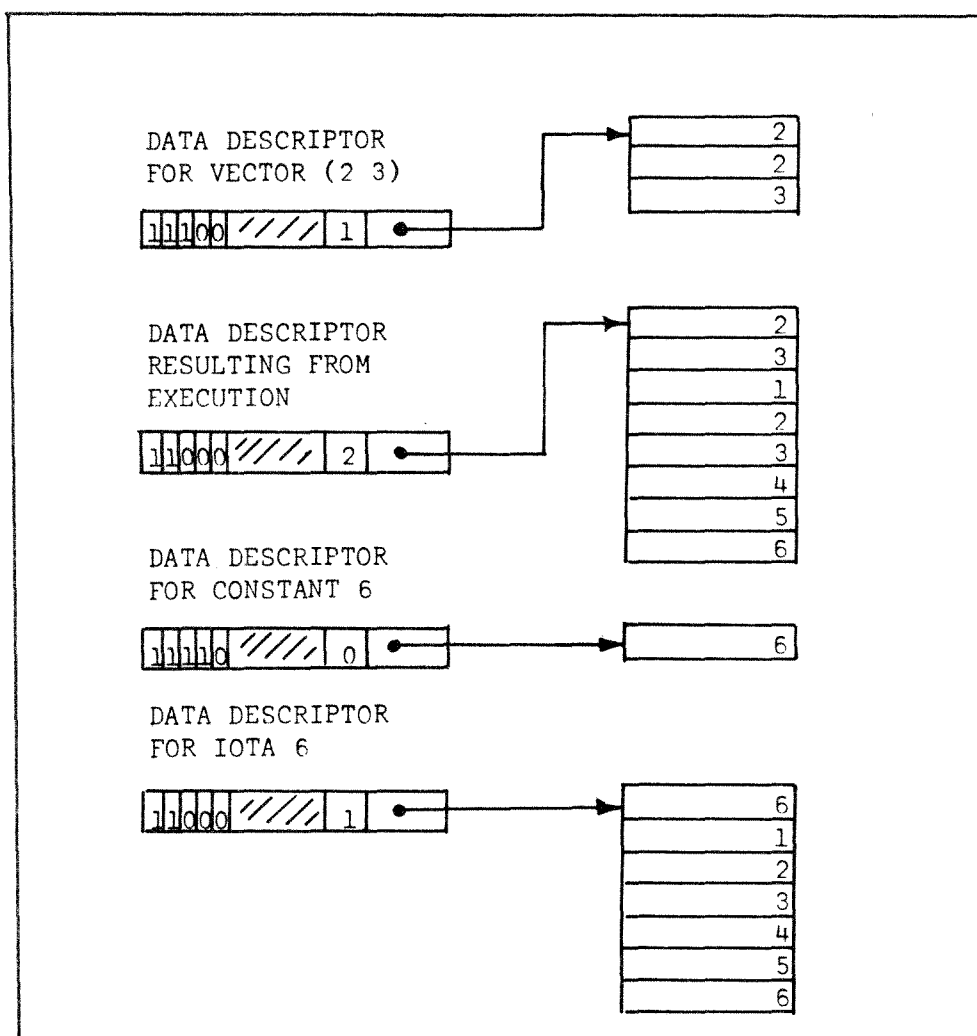 DATA DESCRIPTOR
FOR VECTOR (2 3)
11100 1
2
2
3
DATA DESCRIPTOR
RESULTING FROM
EXECUTION
11000 2
2
3
1
2
3
4
5
6
DATA DESCRIPTOR
FOR CONSTANT 6
11110 0
6
DATA DESCRIPTOR
FOR IOTA 6
11000 1
6
1
2
3
4
5
6